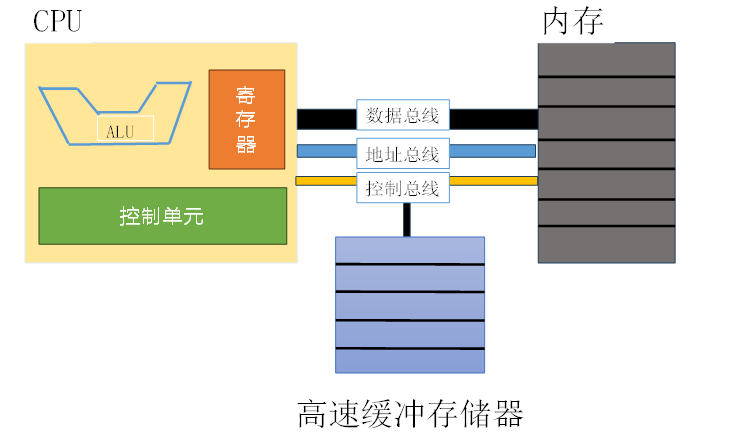 CPU
内存
ALU
寄存器
数据总线
地址总线
控制总线
控制单元
高速缓冲存储器